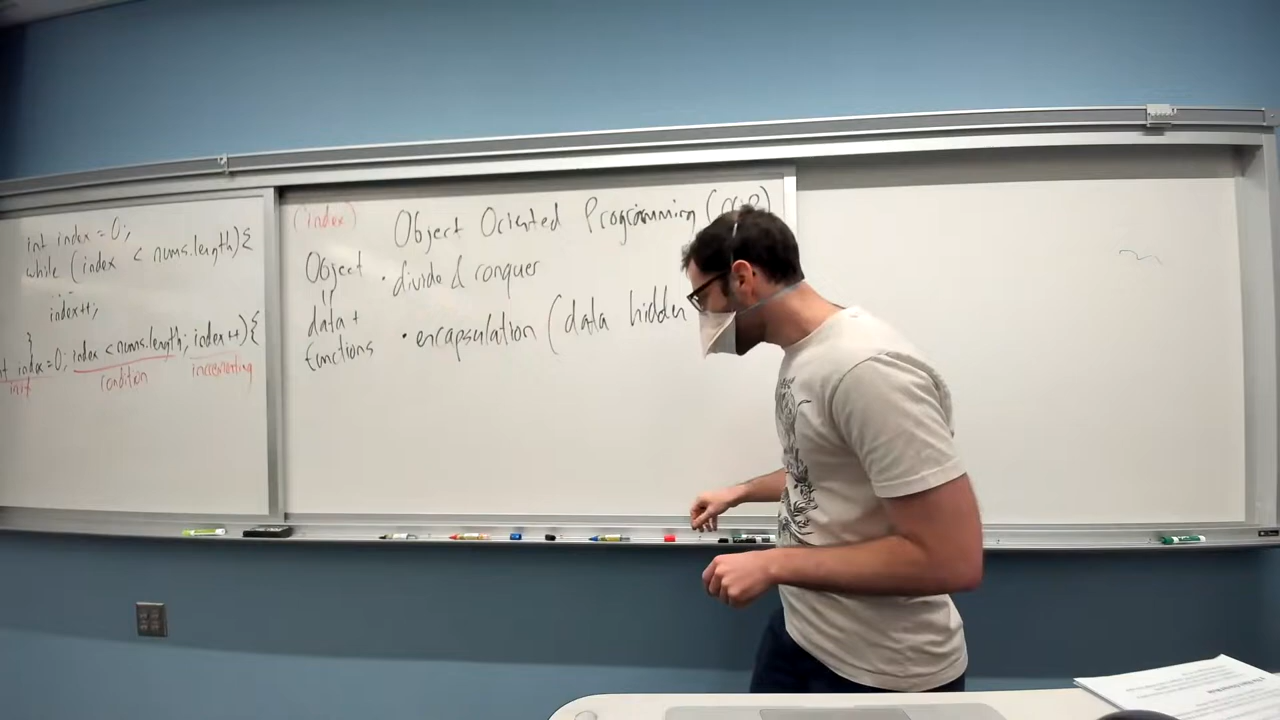 int index = 0;
while (index < nums.length){
index++;
}
index=0; index < nums.length; index++){
init condition incrementing
(index)
Object Oriented Programming (OOP)
Object
data +
functions
· divide & conquer
· encapsulation (data hidden